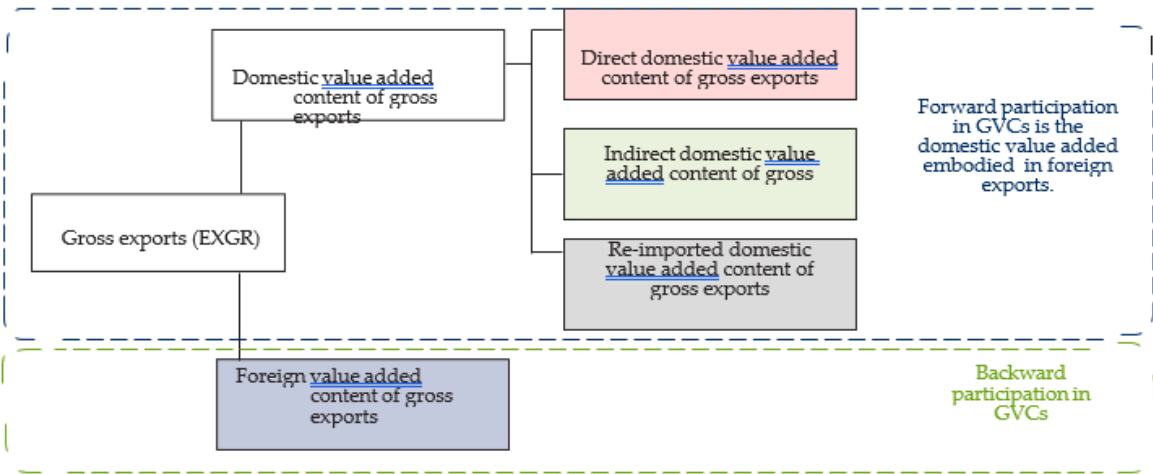 Domestic value added
content of gross
exports
Direct domestic value added
content of gross exports
Indirect domestic value
added content of gross
Gross exports (EXGR)
Re-imported domestic
value added content of
gross exports
Forward participation
in GVCs is the
domestic value added
embodied in foreign
exports.
Foreign value added
content of gross
exports
Backward
participation in
GVCs